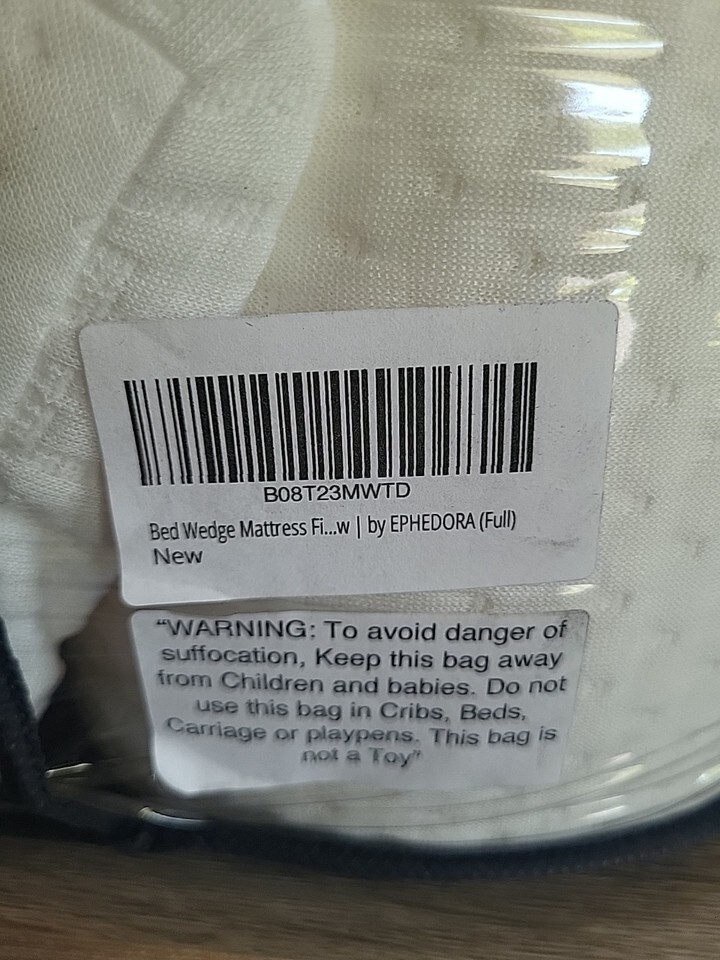 B08T23MWTD
Bed Wedge Mattress Fi...w | by EPHEDORA (Full)
New
“WARNING: To avoid danger of
suffocation, Keep this bag away
from Children and babies. Do not
use this bag in Cribs, Beds,
Carriage or playpens. This bag is
not a Toy”